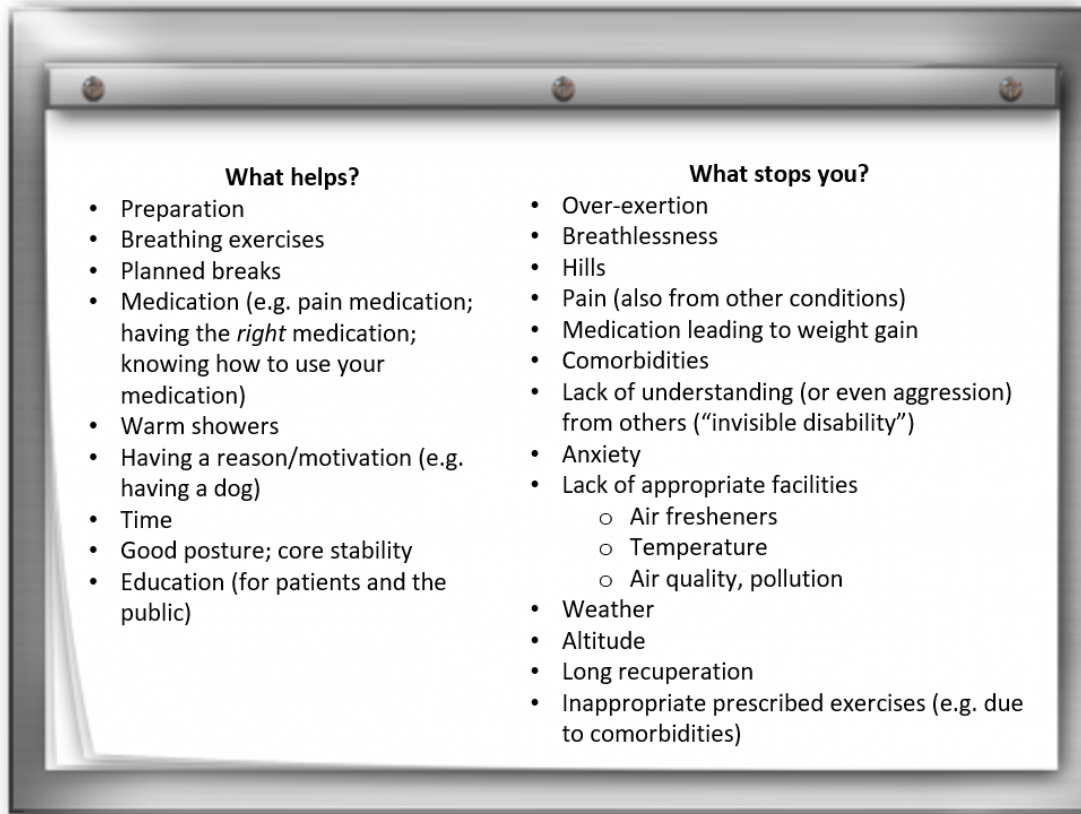 What helps?
• Preparation
• Breathing exercises
• Planned breaks
• Medication (e.g. pain medication;
having the right medication;
knowing how to use your
medication)
• Warm showers
• Having a reason/motivation (e.g.
having a dog)
• Time
• Good posture; core stability
• Education (for patients and the
public)
What stops you?
• Over-exertion
• Breathlessness
• Hills
• Pain (also from other conditions)
• Medication leading to weight gain
• Comorbidities
• Lack of understanding (or even aggression)
from others (“invisible disability”)
• Anxiety
• Lack of appropriate facilities
o Air fresheners
o Temperature
o Air quality, pollution
• Weather
• Altitude
• Long recuperation
• Inappropriate prescribed exercises (e.g. due
to comorbidities)